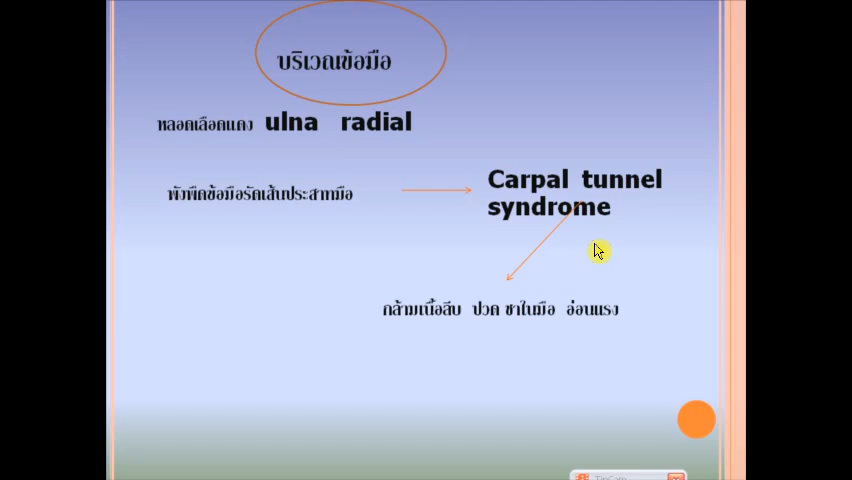 บริเวณข้อมือ
หลอดเลือดแดง ulna radial
พังผืดข้อมือรัดเส้นประสาทมือ
Carpal tunnel
syndrome
กล้ามเนื้อลีบ ปวด ชาในมือ อ่อนแรง